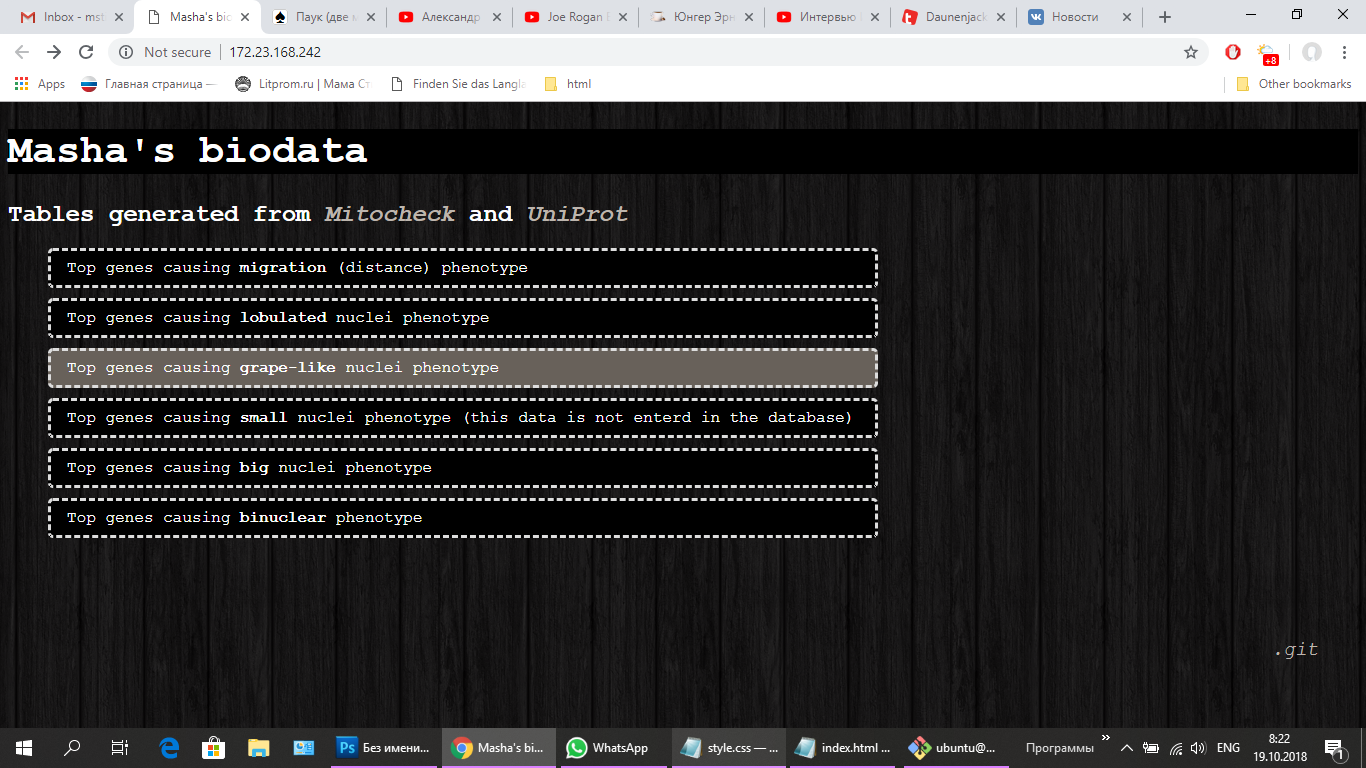 Inbox - mst
Masha's bio
Паук (две м
Александр
Joe Rogan E
Юнгер Эрн
Интервью
Daunenjack
Новости
Not secure 172.23.168.242
+8
Apps Главная страница – Litprom.ru | Мама Ст Finden Sie das Langla html Other bookmarks
Masha's biodata
Tables generated from Mitocheck and UniProt
Top genes causing migration (distance) phenotype
Top genes causing lobulated nuclei phenotype
Top genes causing grape-like nuclei phenotype
Top genes causing small nuclei phenotype (this data is not enterd in the database)
Top genes causing big nuclei phenotype
Top genes causing binuclear phenotype
.git
Ps Без имени... Masha's bi... WhatsApp style.css — ... index.html ... ubuntu@... Программы » ENG 8:22
19.10.2018 1